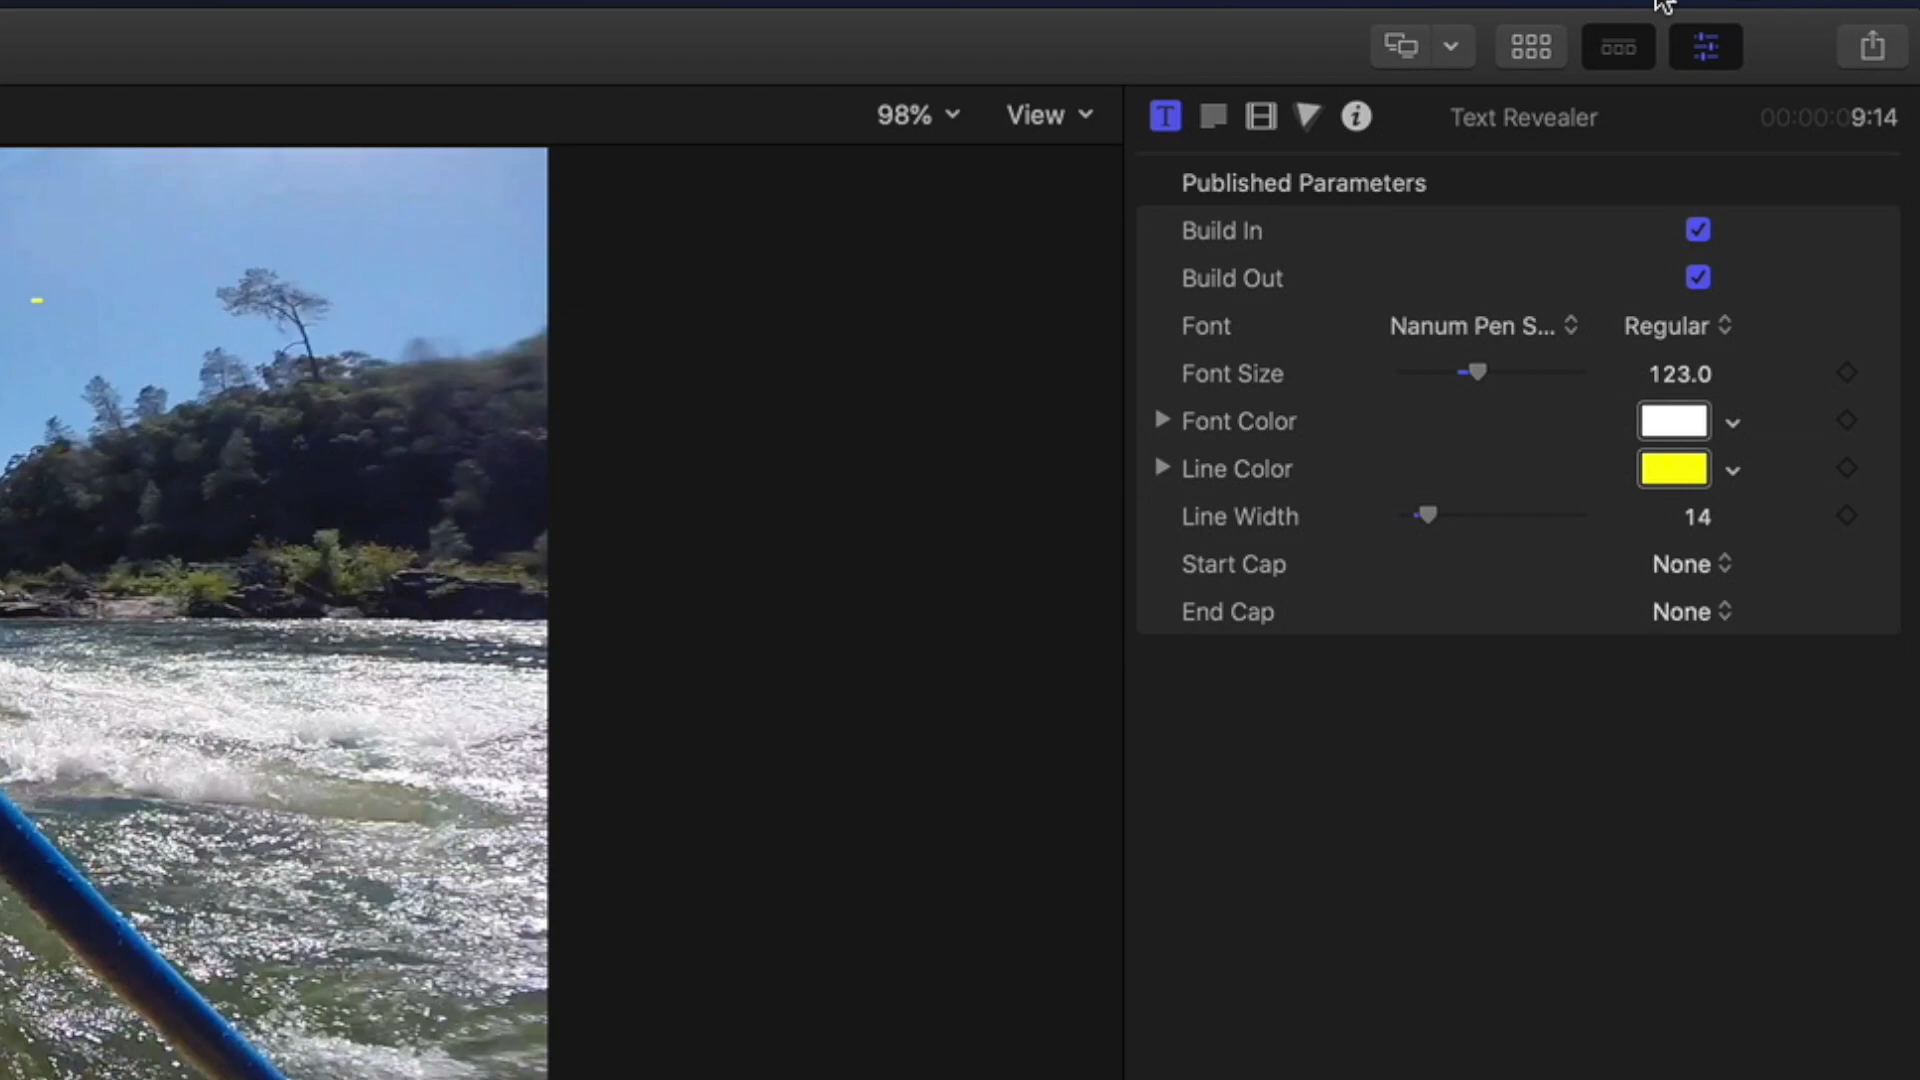 98% View
T i Text Revealer 00:00:09:14
Published Parameters
Build In
Build Out
Font Nanum Pen S... Regular
Font Size 123.0
Font Color
Line Color
Line Width 14
Start Cap None
End Cap None